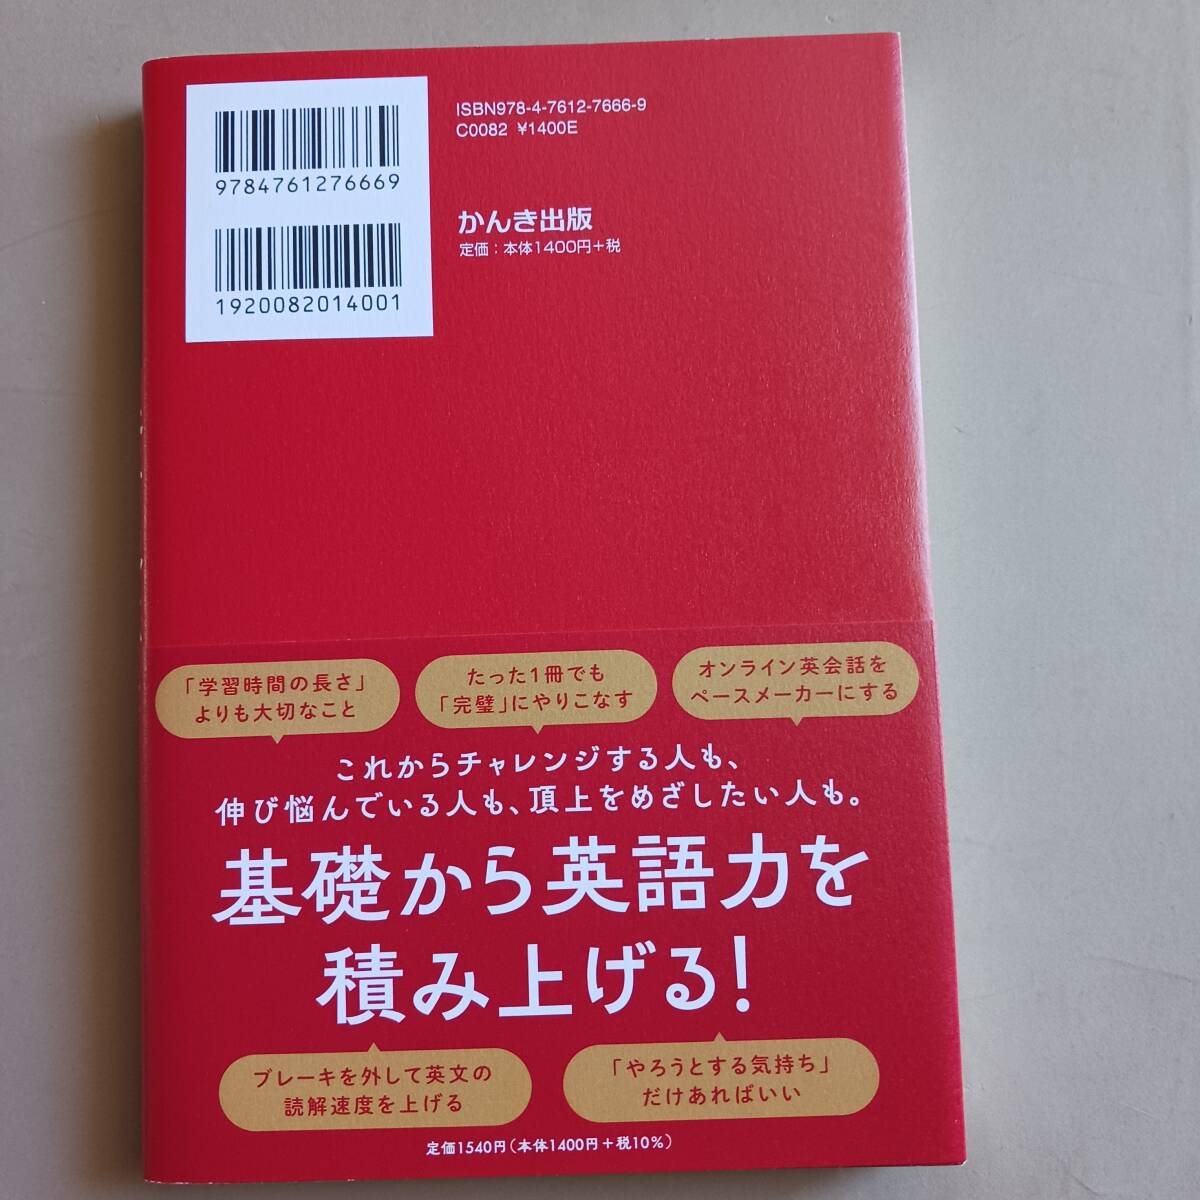 ISBN978-4-7612-7666-9
C0082 ¥1400E
9784761276669
かんき出版
定価：本体1400円+税
1920082014001
「学習時間の長さ」
よりも大切なこと
たった1冊でも
「完璧」にやりこなす
オンライン英会話を
ペースメーカーにする
これからチャレンジする人も、
伸び悩んでいる人も、頂上をめざしたい人も。
基礎から英語力を
積み上げる!
ブレーキを外して英文の
読解速度を上げる
「やろうとする気持ち」
だけあればいい
定価1540円(本体1400円+税10%)